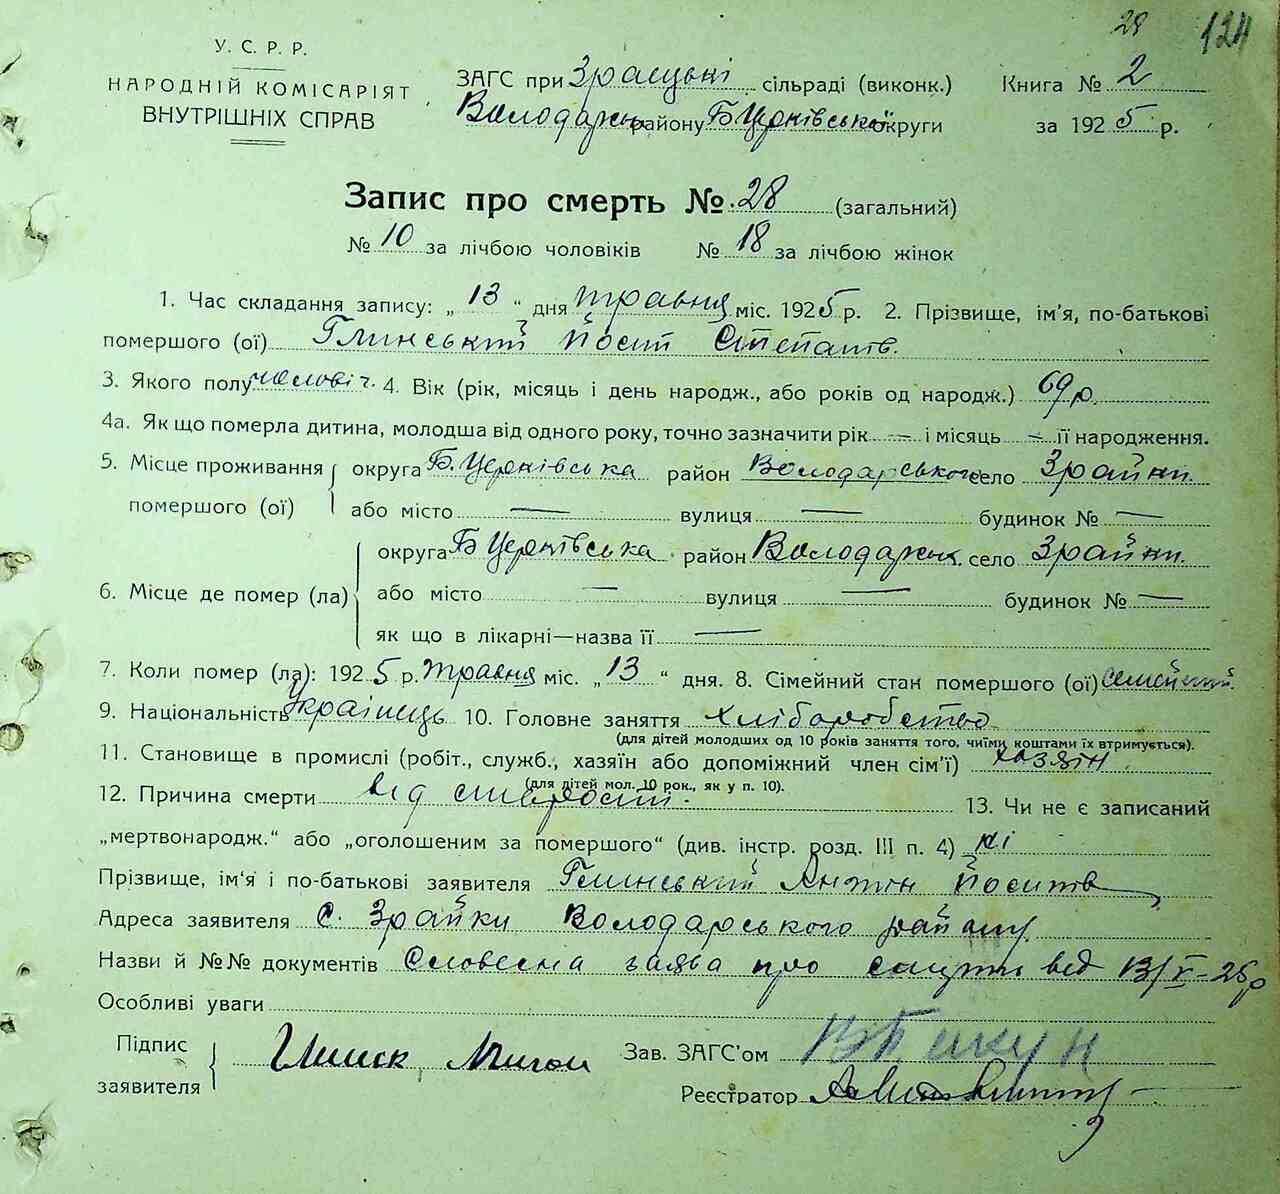 28 124
У. С. Р. Р.
НАРОДНІЙ КОМІСАРІЯТ
ВНУТРІШНІХ СПРАВ
ЗАГС при Зраицькі сільраді (виконк.) Книга № 2
Володарськ району Б Церківської округи за 1925 р.
Запис про смерть № 28 (загальний)
№ 10 за лічбою чоловіків № 18 за лічбою жінок
1. Час складання запису: „13“ дня травня міс. 1925 р. 2. Прізвище, ім'я, по-батькові
помершого (ої) Глинський Йосип Степанів.
3. Якого полу чоловіч. 4. Вік (рік, місяць і день народж., або років од народж.) 69 р.
4а. Як що померла дитина, молодша від одного року, точно зазначити рік — і місяць — її народження.
5. Місце проживання помершого (ої) округа Б. Церківська район Володарського село Зрайки.
або місто — вулиця — будинок № —
6. Місце де помер (ла) округа Б Церківська район Володарськ. село Зрайки.
або місто — вулиця — будинок № —
як що в лікарні—назва її —
7. Коли помер (ла): 1925 р. травня міс. „13“ дня. 8. Сімейний стан помершого (ої) семейний.
9. Національність Українець 10. Головне заняття хліборобство
(для дітей молодших од 10 років заняття того, чиїми коштами їх втримується).
11. Становище в промислі (робіт., служб., хазяїн або допоміжний член сім'ї) хазяін
(для дітей мол. 10 рок., як у п. 10).
12. Причина смерти від старості. 13. Чи не є записаний
„мертвонародж.“ або „оголошеним за помершого“ (див. інстр. розд. III п. 4) ні
Прізвище, ім'я і по-батькові заявителя Глинський Антін Йосипів
Адреса заявителя с. Зрайки Володарського району.
Назви й №№ документів Словесна заява про смерть від 13/V–25р
Особливі уваги
Підпис заявителя Глинск Зав. ЗАГС'ом
Реєстратор